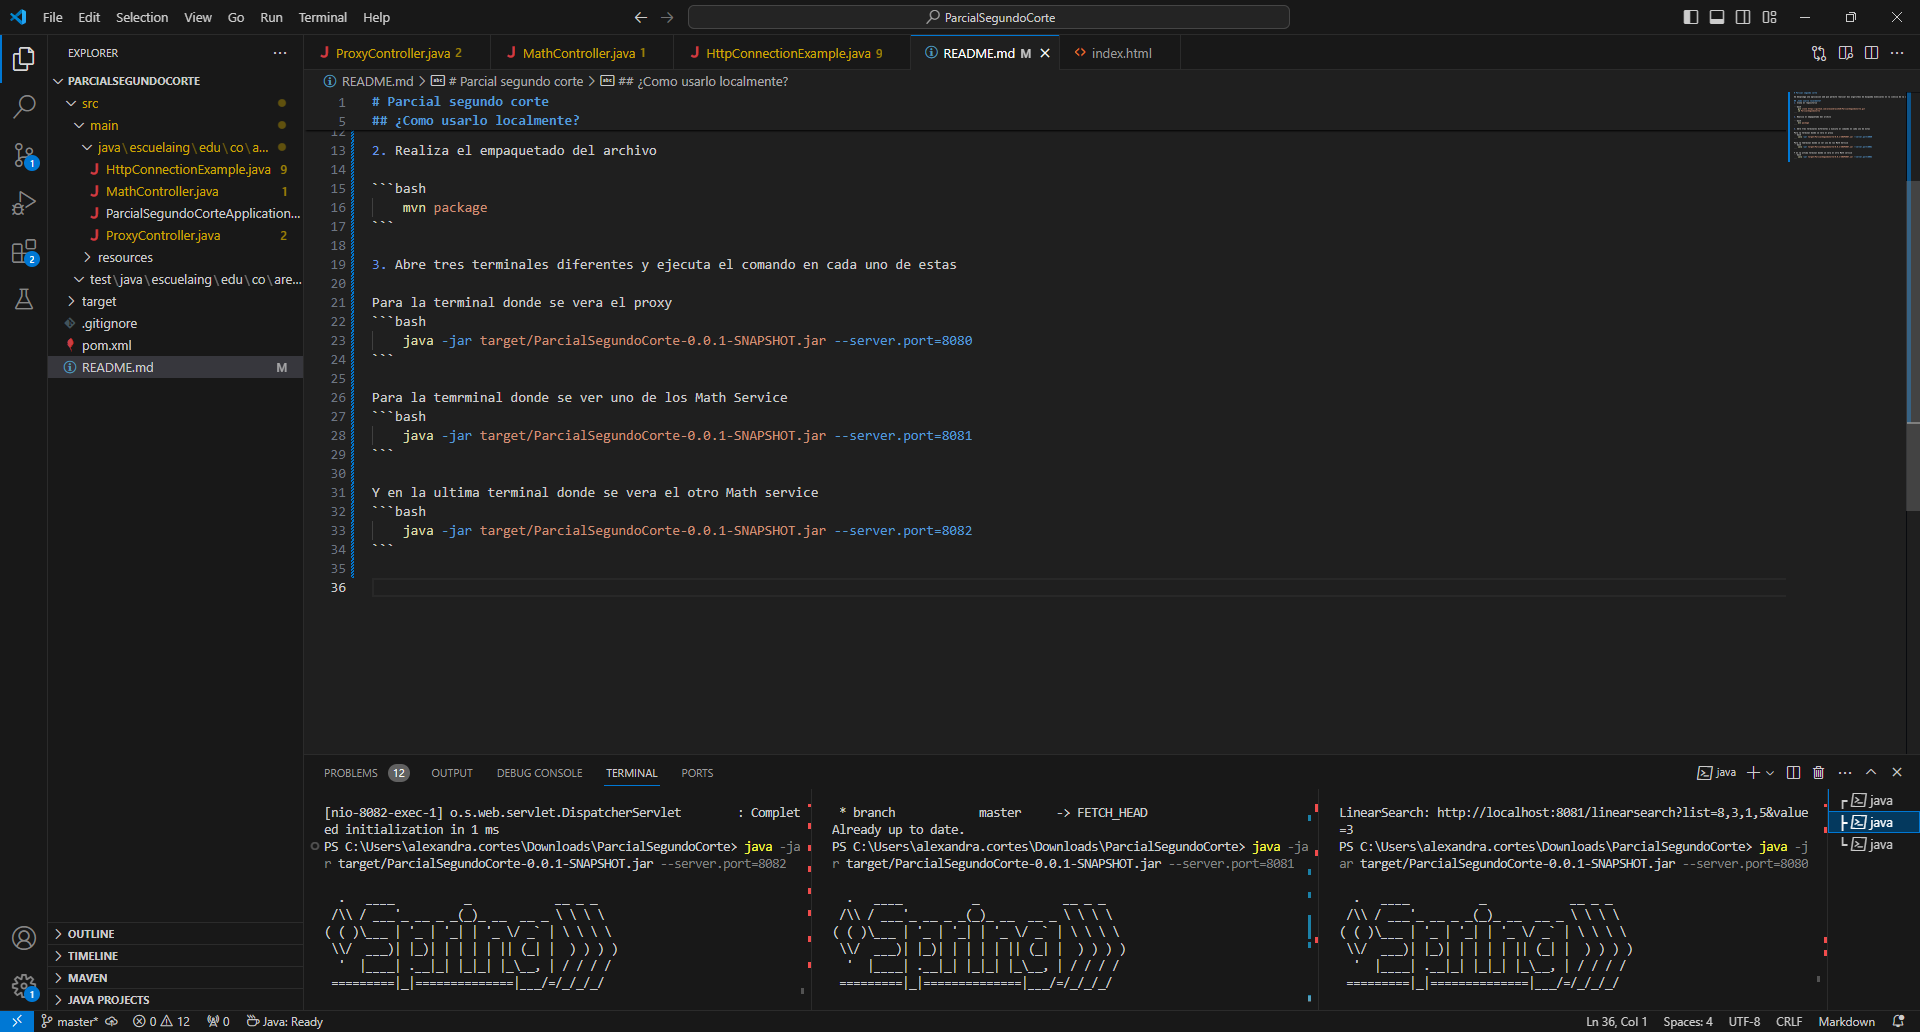 File Edit Selection View Go Run Terminal Help
ParcialSegundoCorte
EXPLORER
PARCIALSEGUNDOCORTE
src
main
java\escuelaing\edu\co\a...
HttpConnectionExample.java 9
MathController.java 1
ParcialSegundoCorteApplication...
ProxyController.java 2
resources
test\java\escuelaing\edu\co\are...
target
.gitignore
pom.xml
README.md M
OUTLINE
TIMELINE
MAVEN
JAVA PROJECTS
1
2
1
ProxyController.java 2 MathController.java 1 HttpConnectionExample.java 9 README.md M index.html
README.md > # Parcial segundo corte > ## ¿Como usarlo localmente?
1 # Parcial segundo corte
5 ## ¿Como usarlo localmente?
12
13 2. Realiza el empaquetado del archivo
14
15 ```bash
16 mvn package
17 ```
18
19 3. Abre tres terminales diferentes y ejecuta el comando en cada uno de estas
20
21 Para la terminal donde se vera el proxy
22 ```bash
23 java -jar target/ParcialSegundoCorte-0.0.1-SNAPSHOT.jar --server.port=8080
24 ```
25
26 Para la temrminal donde se ver uno de los Math Service
27 ```bash
28 java -jar target/ParcialSegundoCorte-0.0.1-SNAPSHOT.jar --server.port=8081
29 ```
30
31 Y en la ultima terminal donde se vera el otro Math service
32 ```bash
33 java -jar target/ParcialSegundoCorte-0.0.1-SNAPSHOT.jar --server.port=8082
34 ```
35
36
PROBLEMS 12 OUTPUT DEBUG CONSOLE TERMINAL PORTS
java
[nio-8082-exec-1] o.s.web.servlet.DispatcherServlet : Complet
ed initialization in 1 ms
PS C:\Users\alexandra.cortes\Downloads\ParcialSegundoCorte> java -ja
r target/ParcialSegundoCorte-0.0.1-SNAPSHOT.jar --server.port=8082
* branch master -> FETCH_HEAD
Already up to date.
PS C:\Users\alexandra.cortes\Downloads\ParcialSegundoCorte> java -ja
r target/ParcialSegundoCorte-0.0.1-SNAPSHOT.jar --server.port=8081
LinearSearch: http://localhost:8081/linearsearch?list=8,3,1,5&value
=3
PS C:\Users\alexandra.cortes\Downloads\ParcialSegundoCorte> java -j
ar target/ParcialSegundoCorte-0.0.1-SNAPSHOT.jar --server.port=8080
java
java
java
master* 0 12 0 Java: Ready
Ln 36, Col 1 Spaces: 4 UTF-8 CRLF Markdown